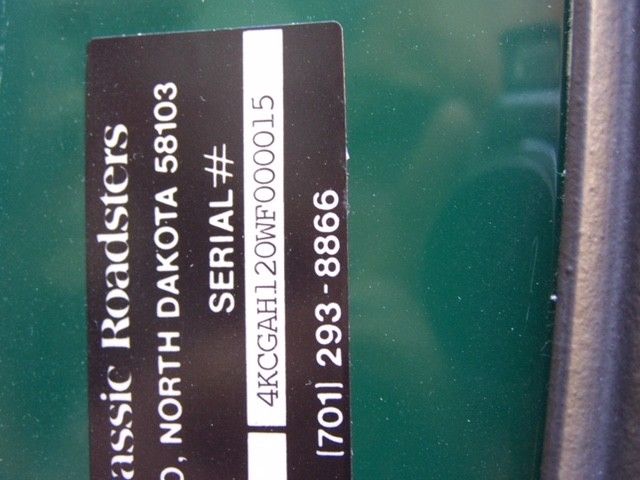 assic Roadsters
O, NORTH DAKOTA 58103
SERIAL#
4KCGAH120WF000015
(701) 293-8866